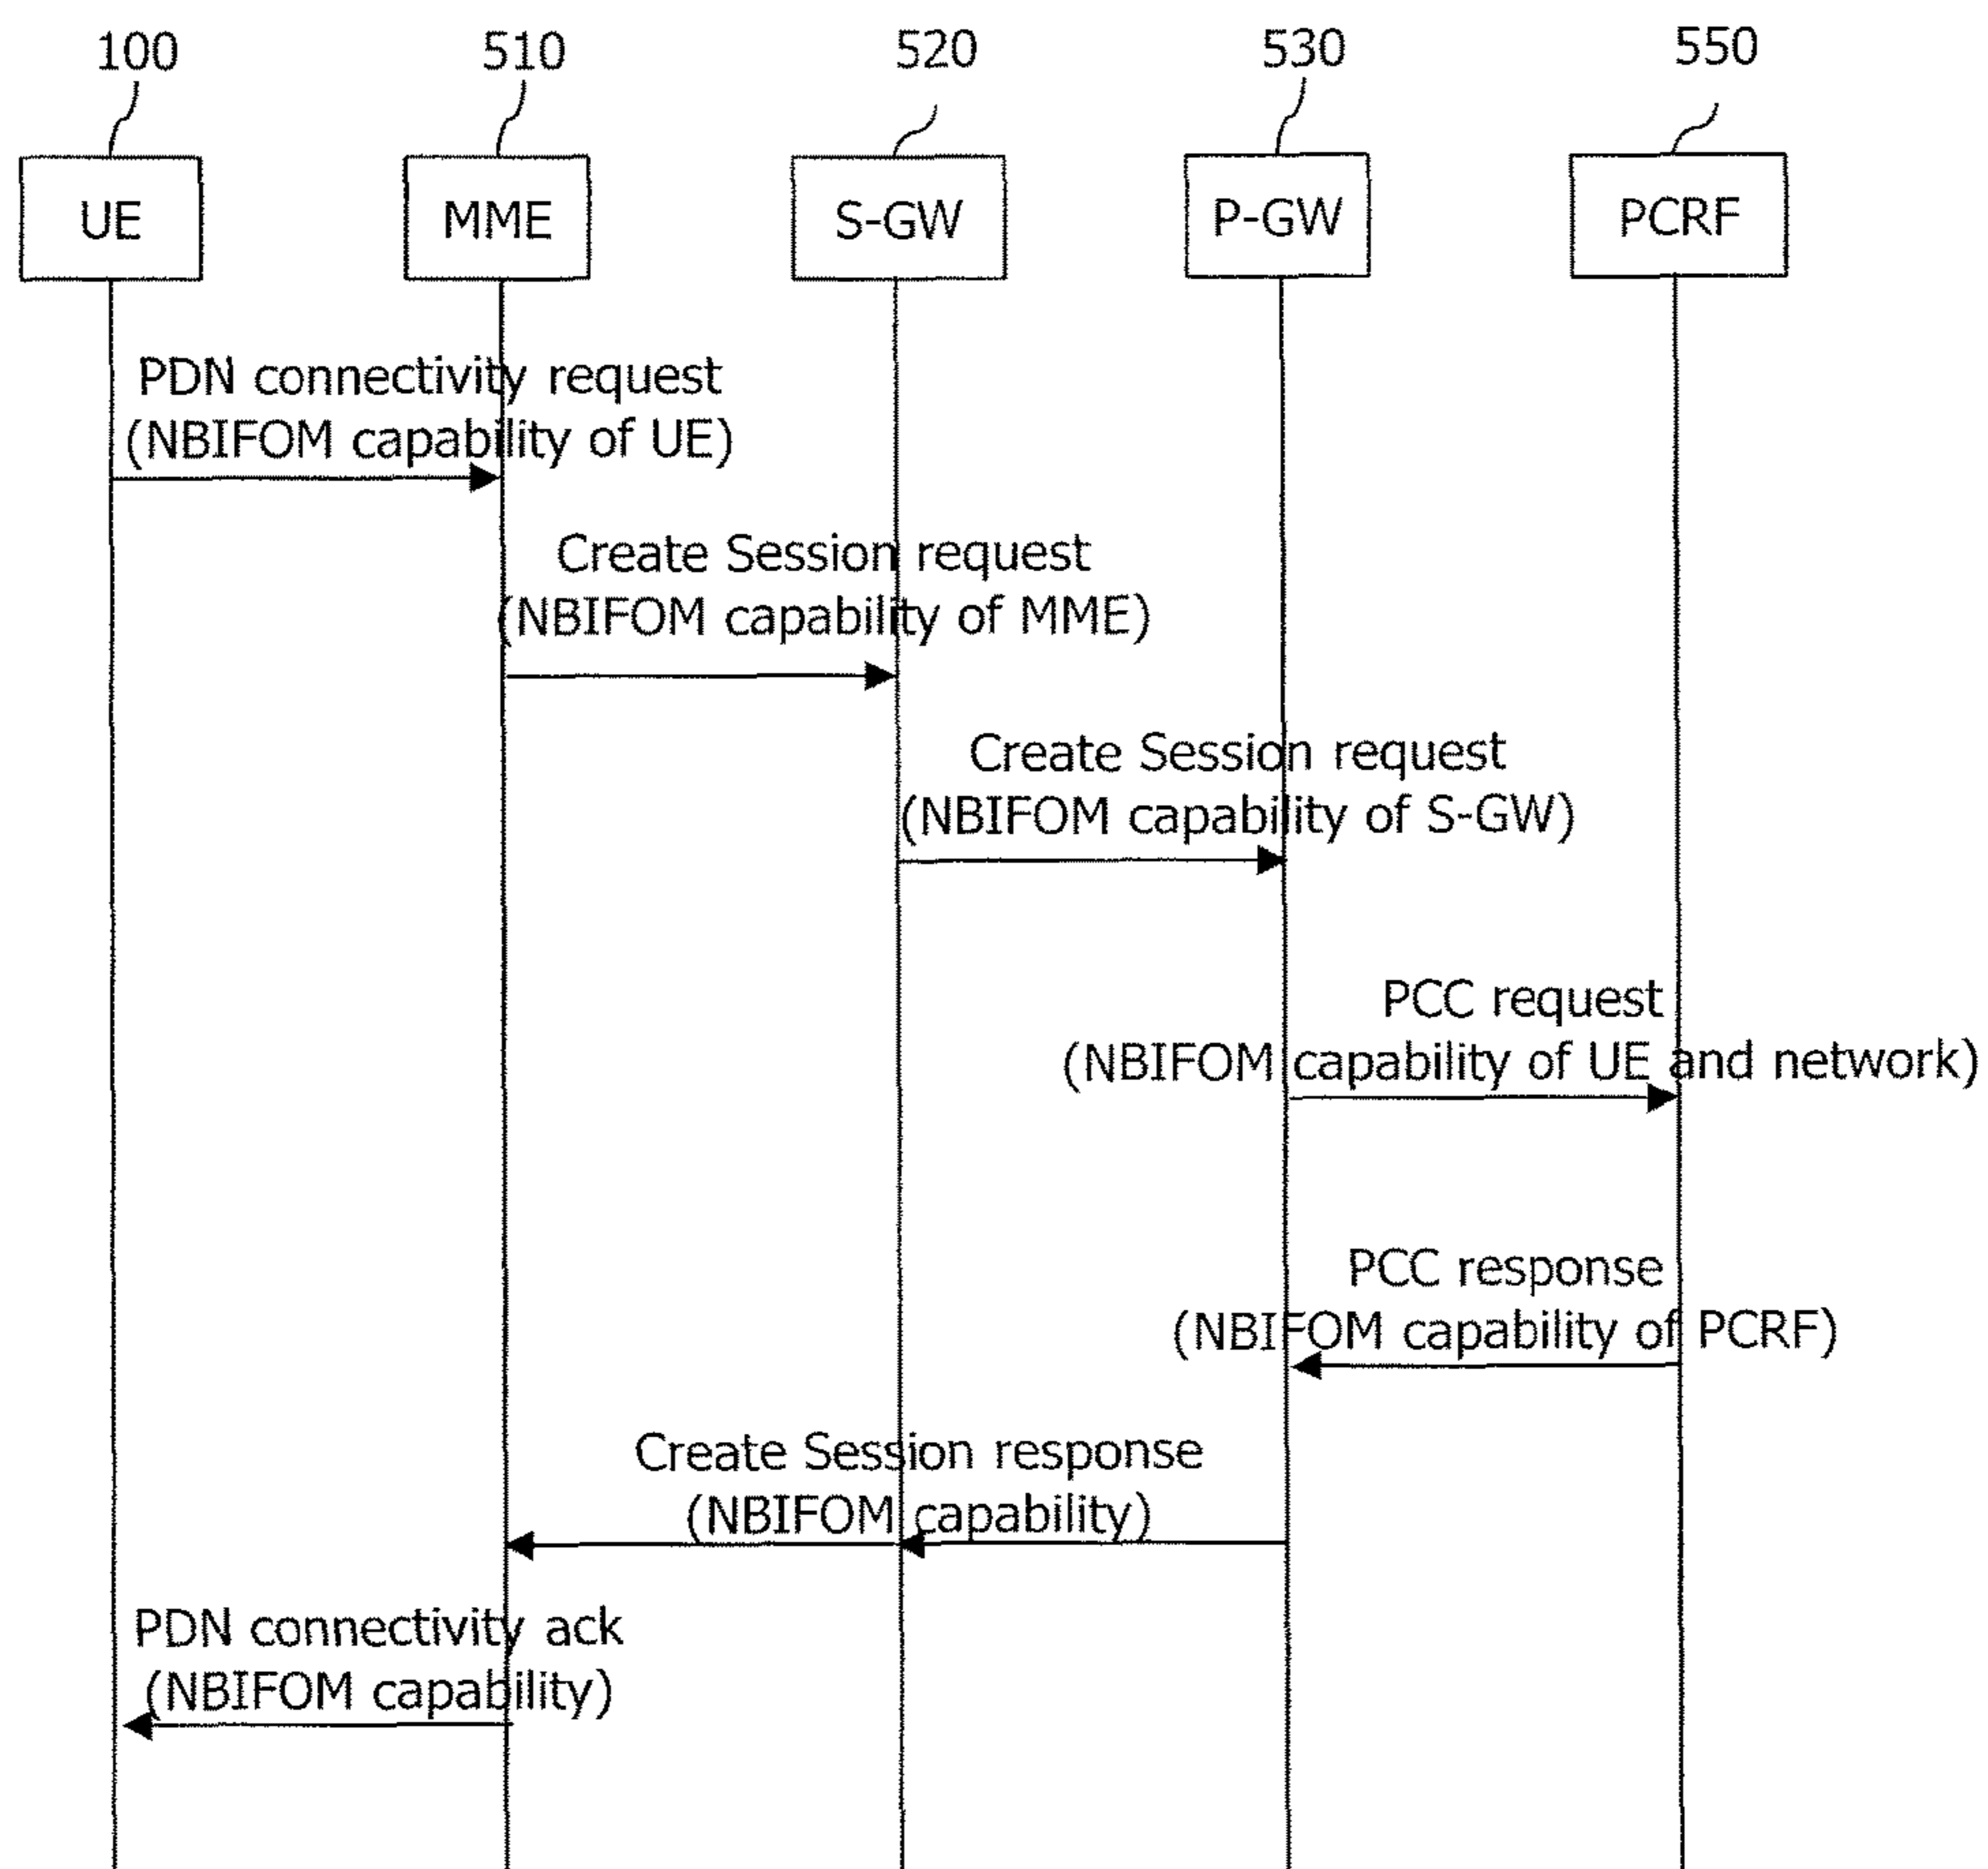 100
510
520
530
550
UE
MME
S-GW
P-GW
PCRF
PDN connectivity request
(NBIFOM capability of UE)
Create Session request
(NBIFOM capability of MME)
Create Session request
(NBIFOM capability of S-GW)
PCC request
(NBIFOM capability of UE and network)
PCC response
(NBIFOM capability of PCRF)
Create Session response
(NBIFOM capability)
PDN connectivity ack
(NBIFOM capability)